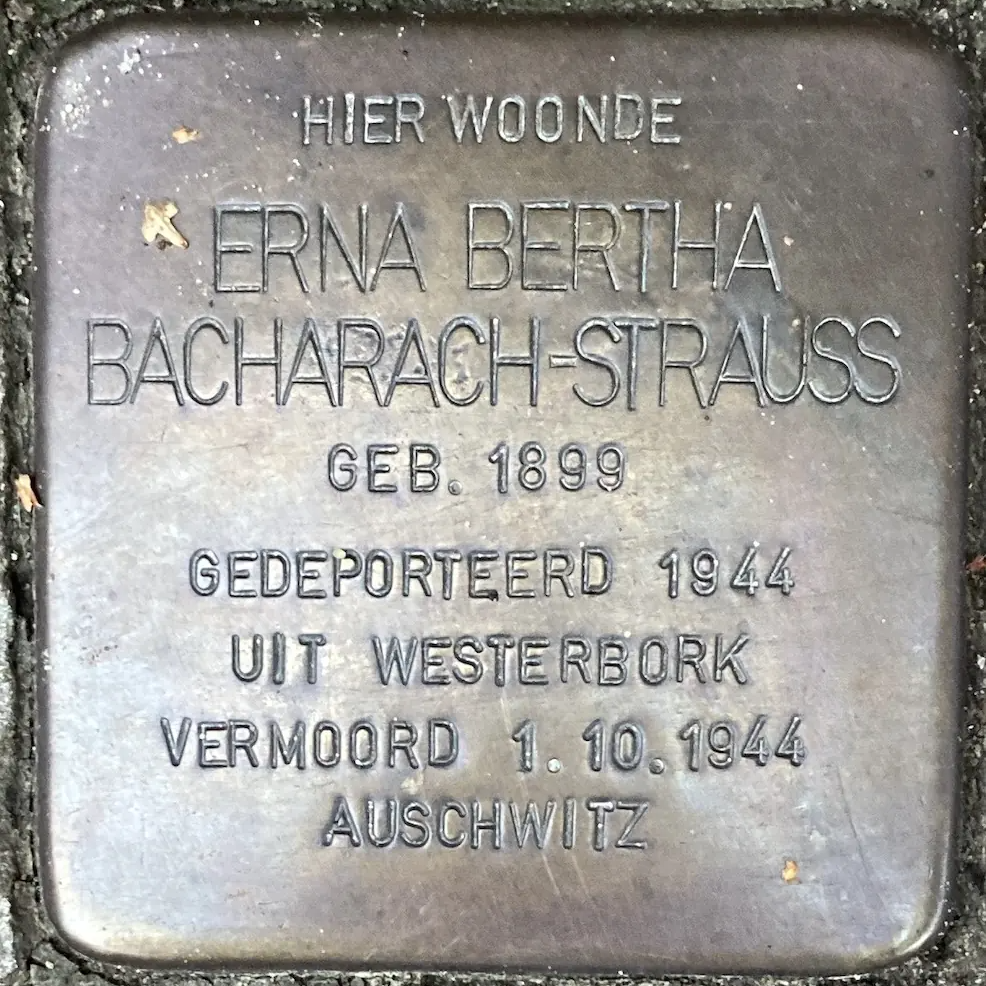 HIER WOONDE
ERNA BERTHA
BACHARACH-STRAUSS
GEB. 1899
GEDEPORTEERD 1944
UIT WESTERBORK
VERMOORD 1.10.1944
AUSCHWITZ